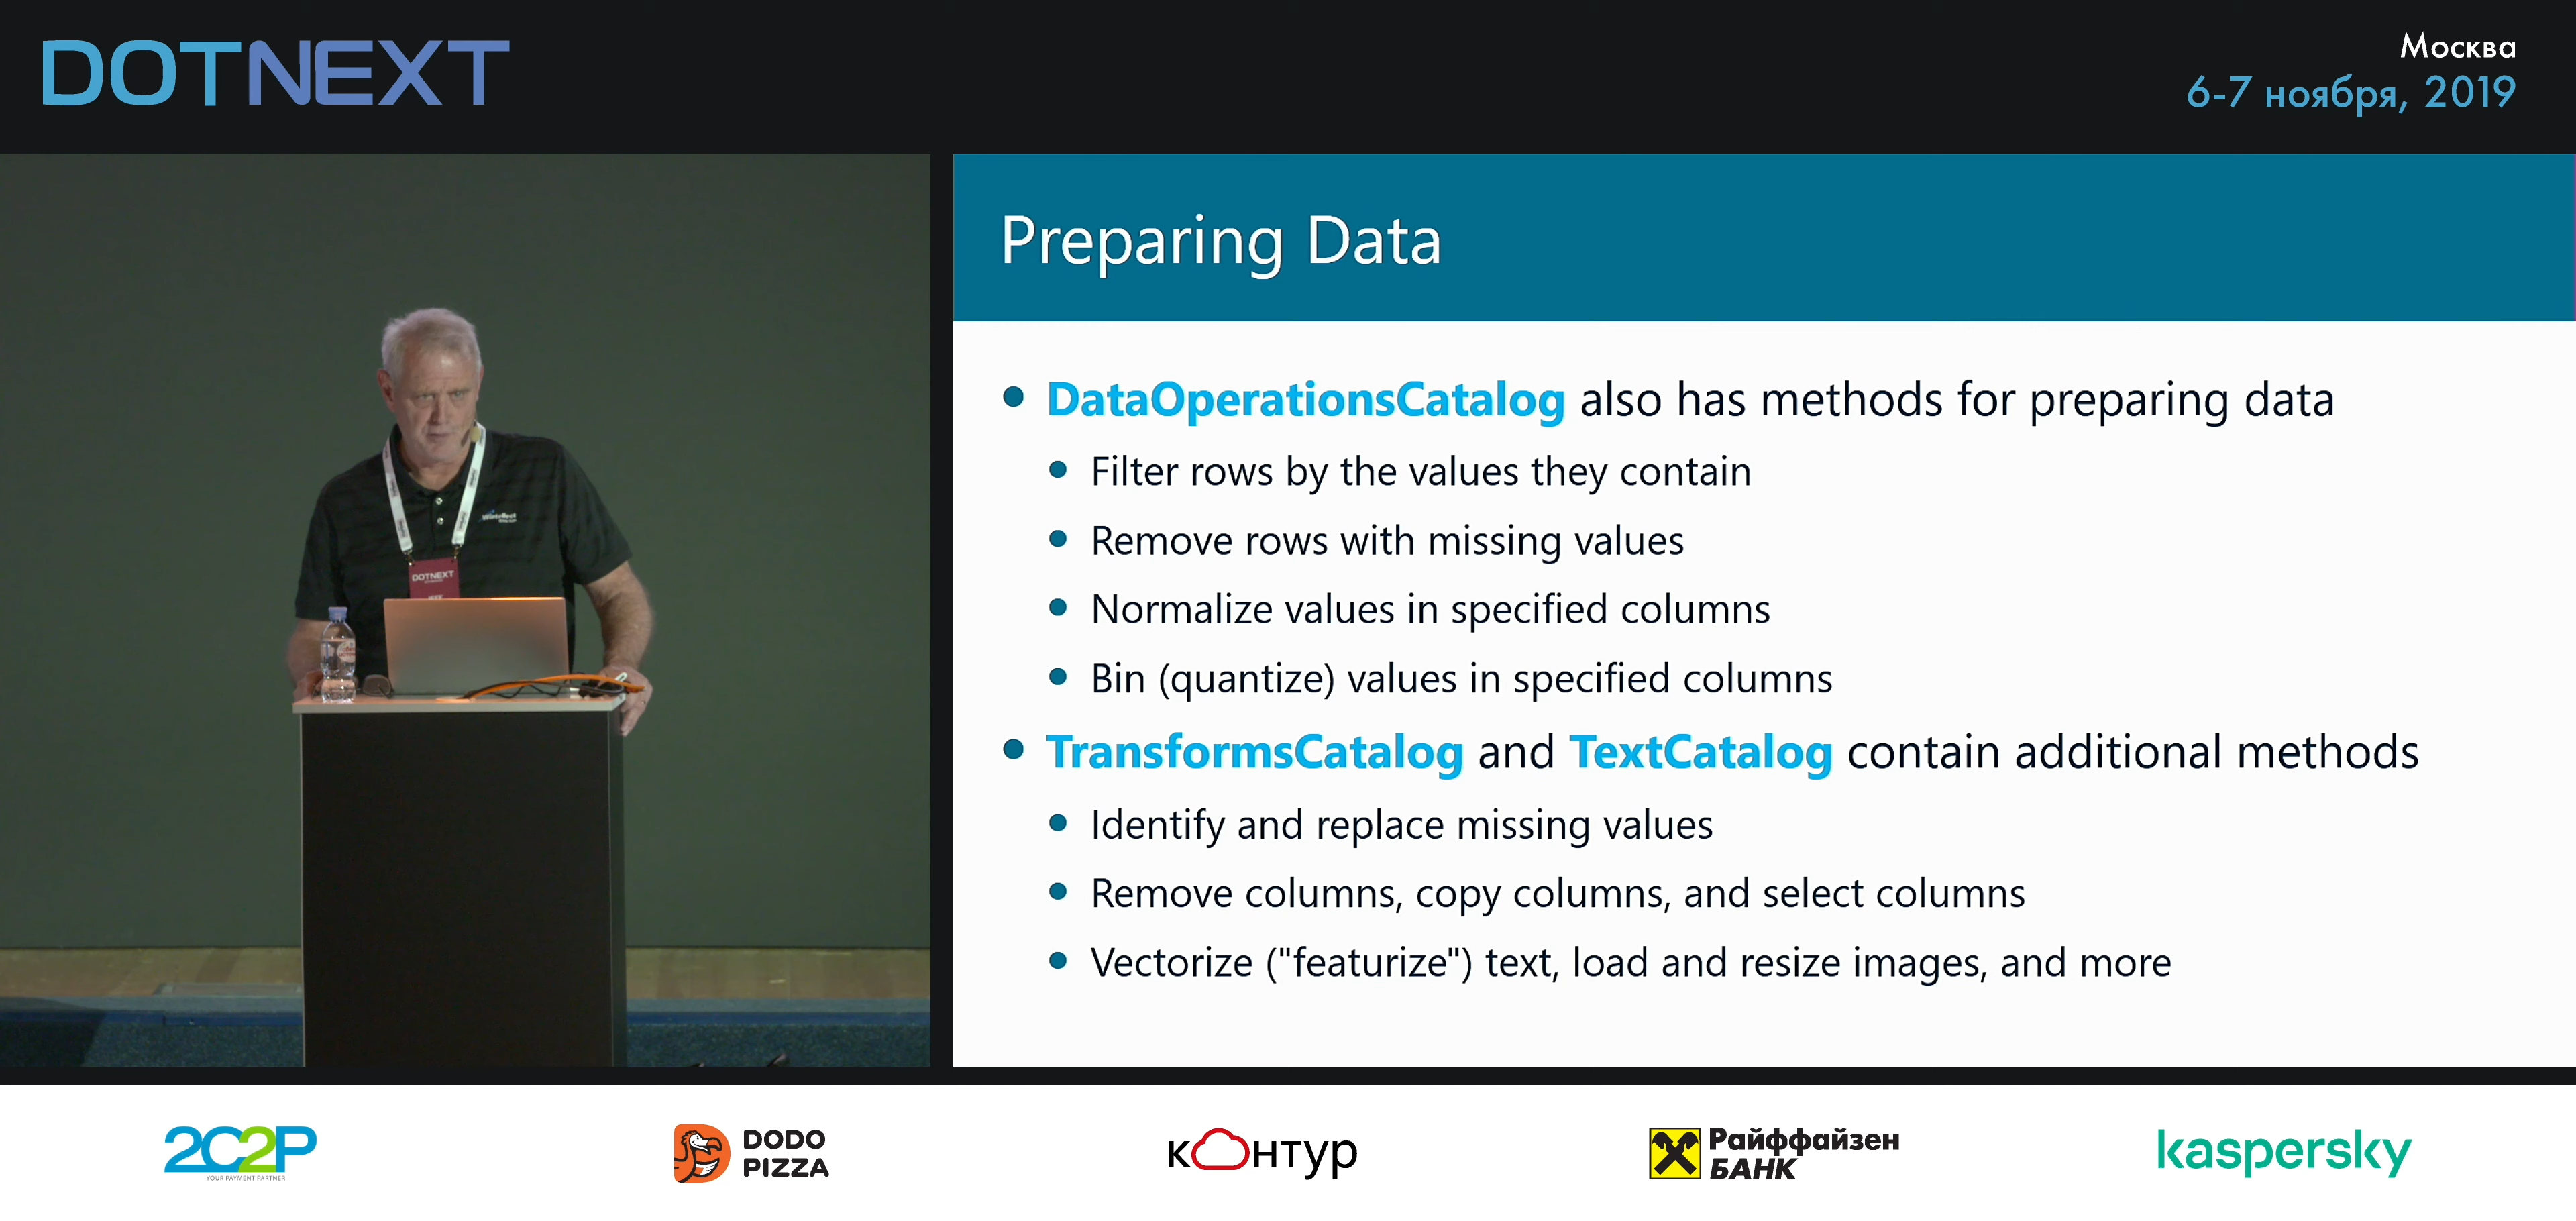 DOTNEXT
Москва
6-7 ноября, 2019
Wintellect
DOTNEXT
Preparing Data
DataOperationsCatalog also has methods for preparing data
Filter rows by the values they contain
Remove rows with missing values
Normalize values in specified columns
Bin (quantize) values in specified columns
TransformsCatalog and TextCatalog contain additional methods
Identify and replace missing values
Remove columns, copy columns, and select columns
Vectorize ("featurize") text, load and resize images, and more
2C2P
YOUR PAYMENT PARTNER
DODO
PIZZA
контур
Райффайзен
БАНК
kaspersky